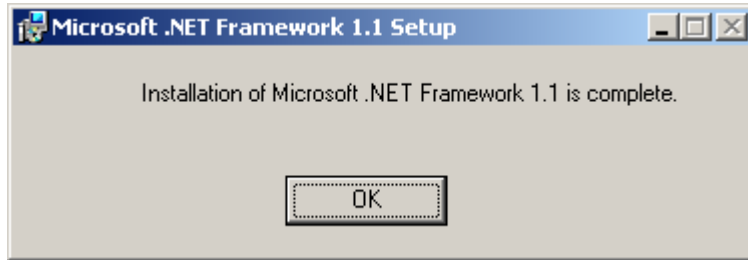 Microsoft .NET Framework 1.1 Setup
Installation of Microsoft .NET Framework 1.1 is complete.
OK